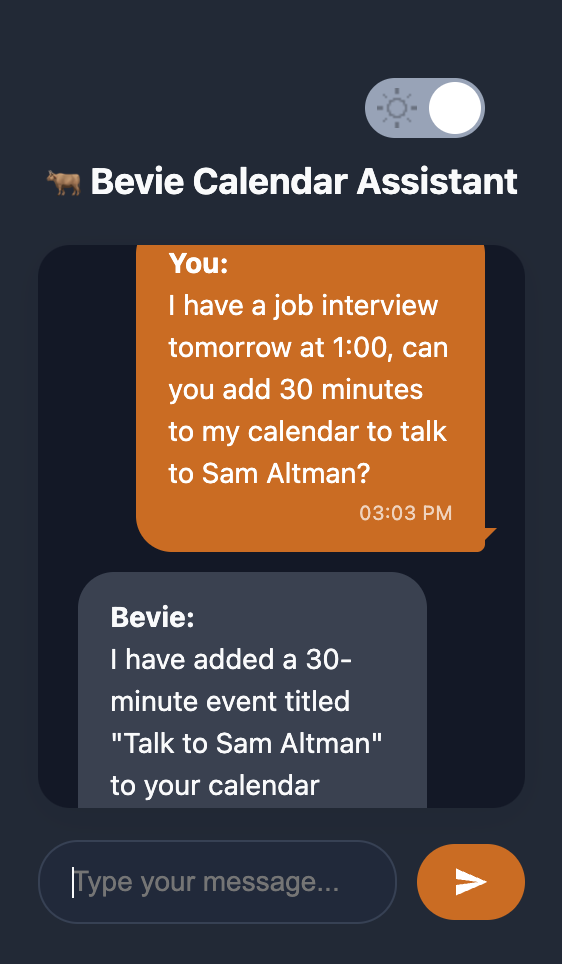 Bevie Calendar Assistant
You:
I have a job interview
tomorrow at 1:00, can
you add 30 minutes
to my calendar to talk
to Sam Altman?
03:03 PM
Bevie:
I have added a 30-
minute event titled
"Talk to Sam Altman"
to your calendar
Type your message...